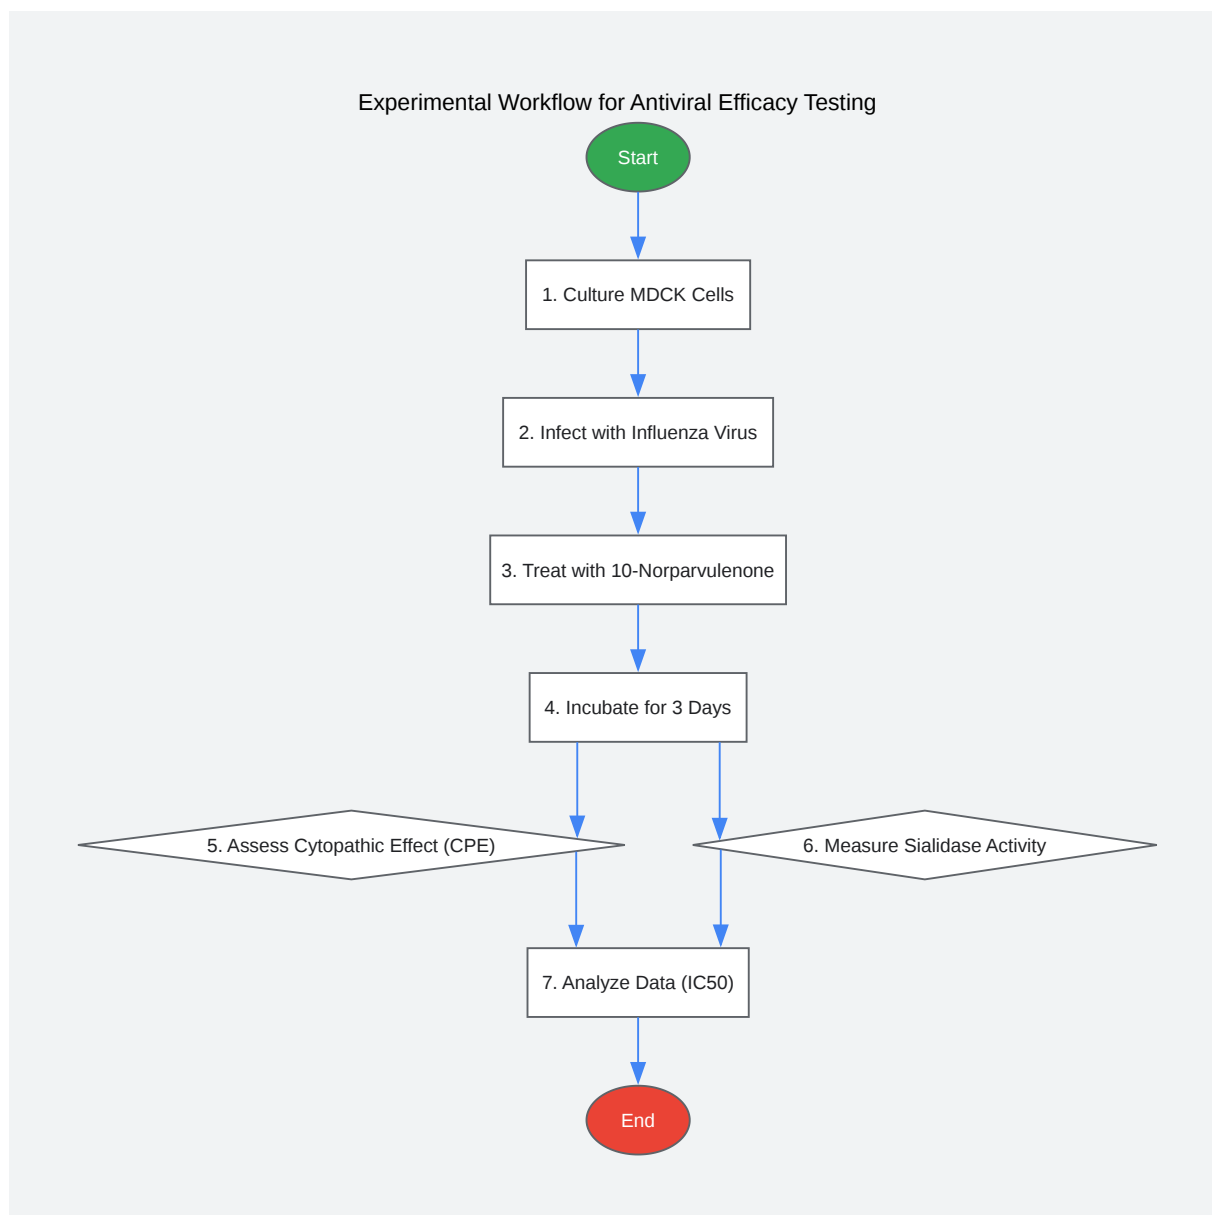 Experimental Workflow for Antiviral Efficacy Testing
Start
1. Culture MDCK Cells
2. Infect with Influenza Virus
3. Treat with 10-Norparvulenone
4. Incubate for 3 Days
5. Assess Cytopathic Effect (CPE)
6. Measure Sialidase Activity
7. Analyze Data (IC50)
End